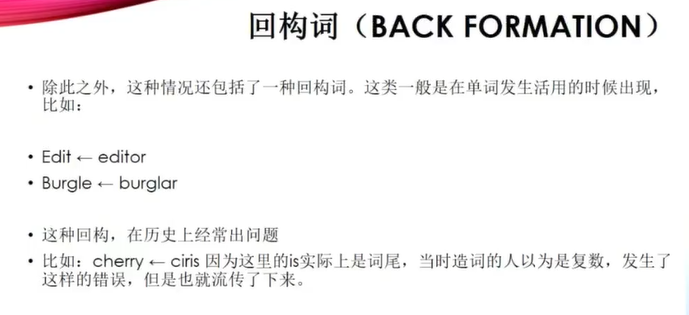 回构词（BACK FORMATION）
• 除此之外，这种情况还包括了一种回构词。这类一般是在单词发生活用的时候出现，
比如：
• Edit ← editor
• Burgle ← burglar
• 这种回构，在历史上经常出问题
• 比如：cherry ← ciris 因为这里的is实际上是词尾，当时造词的人以为是复数，发生了
这样的错误，但是也就流传了下来。